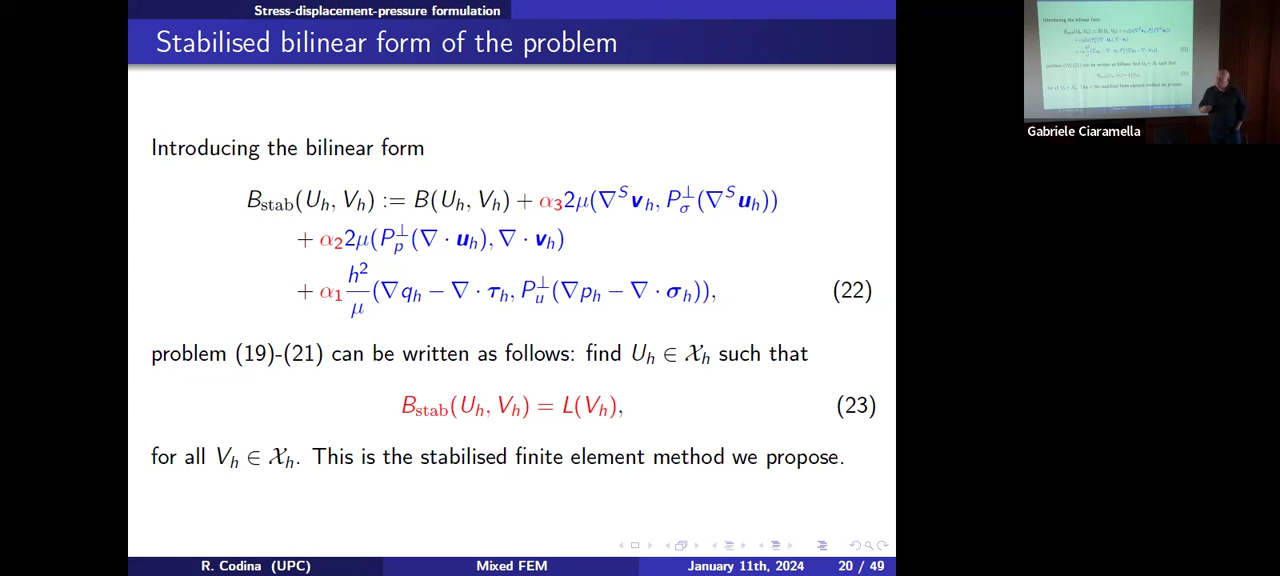 Stress-displacement-pressure formulation
Stabilised bilinear form of the problem
Introducing the bilinear form
B_stab(U_h, V_h) := B(U_h, V_h) + α_3 2μ(∇^S v_h, P_σ^⊥(∇^S u_h))
+ α_2 2μ(P_p^⊥(∇ · u_h), ∇ · v_h)
+ α_1 h^2/μ (∇q_h − ∇ · τ_h, P_u^⊥(∇p_h − ∇ · σ_h)), (22)
problem (19)-(21) can be written as follows: find U_h ∈ X_h such that
B_stab(U_h, V_h) = L(V_h), (23)
for all V_h ∈ X_h. This is the stabilised finite element method we propose.
R. Codina (UPC) Mixed FEM January 11th, 2024 20 / 49
Gabriele Ciaramella